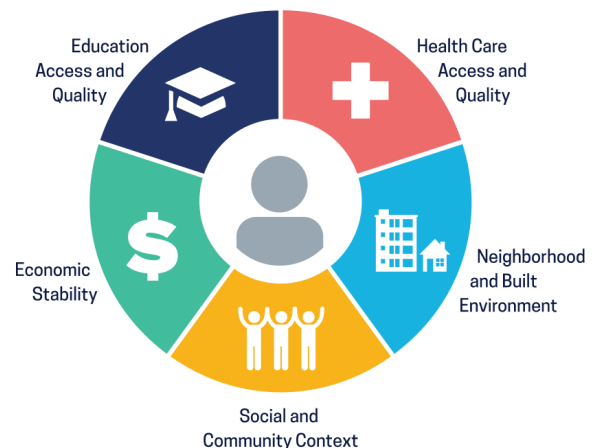 Education
Access and
Quality
Health Care
Access and
Quality
Economic
Stability
$
Neighborhood
and Built
Environment
Social and
Community Context